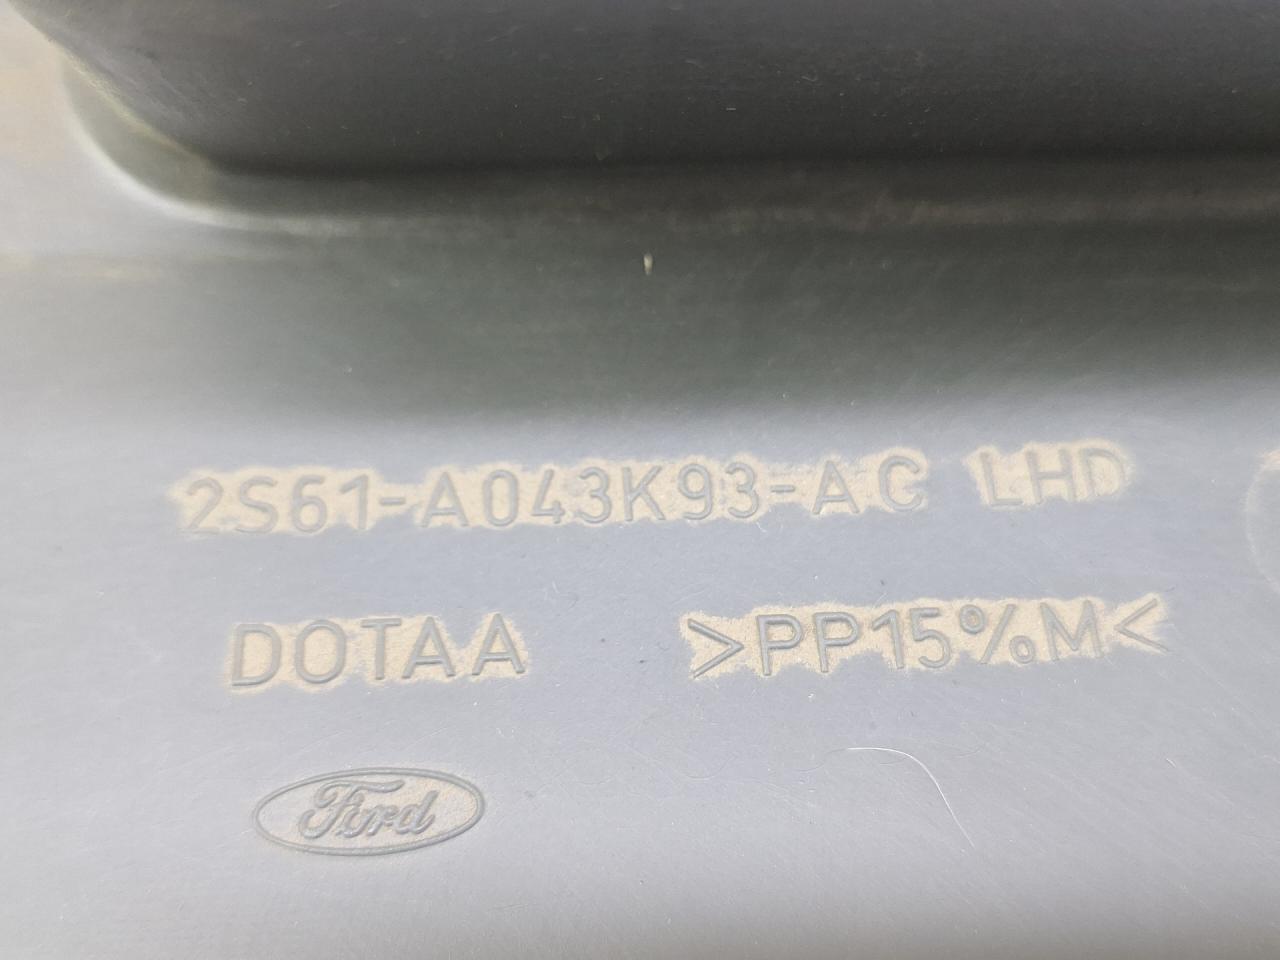 2S61-A043K93-AC LHD
DOTAA >PP15%M<
Ford